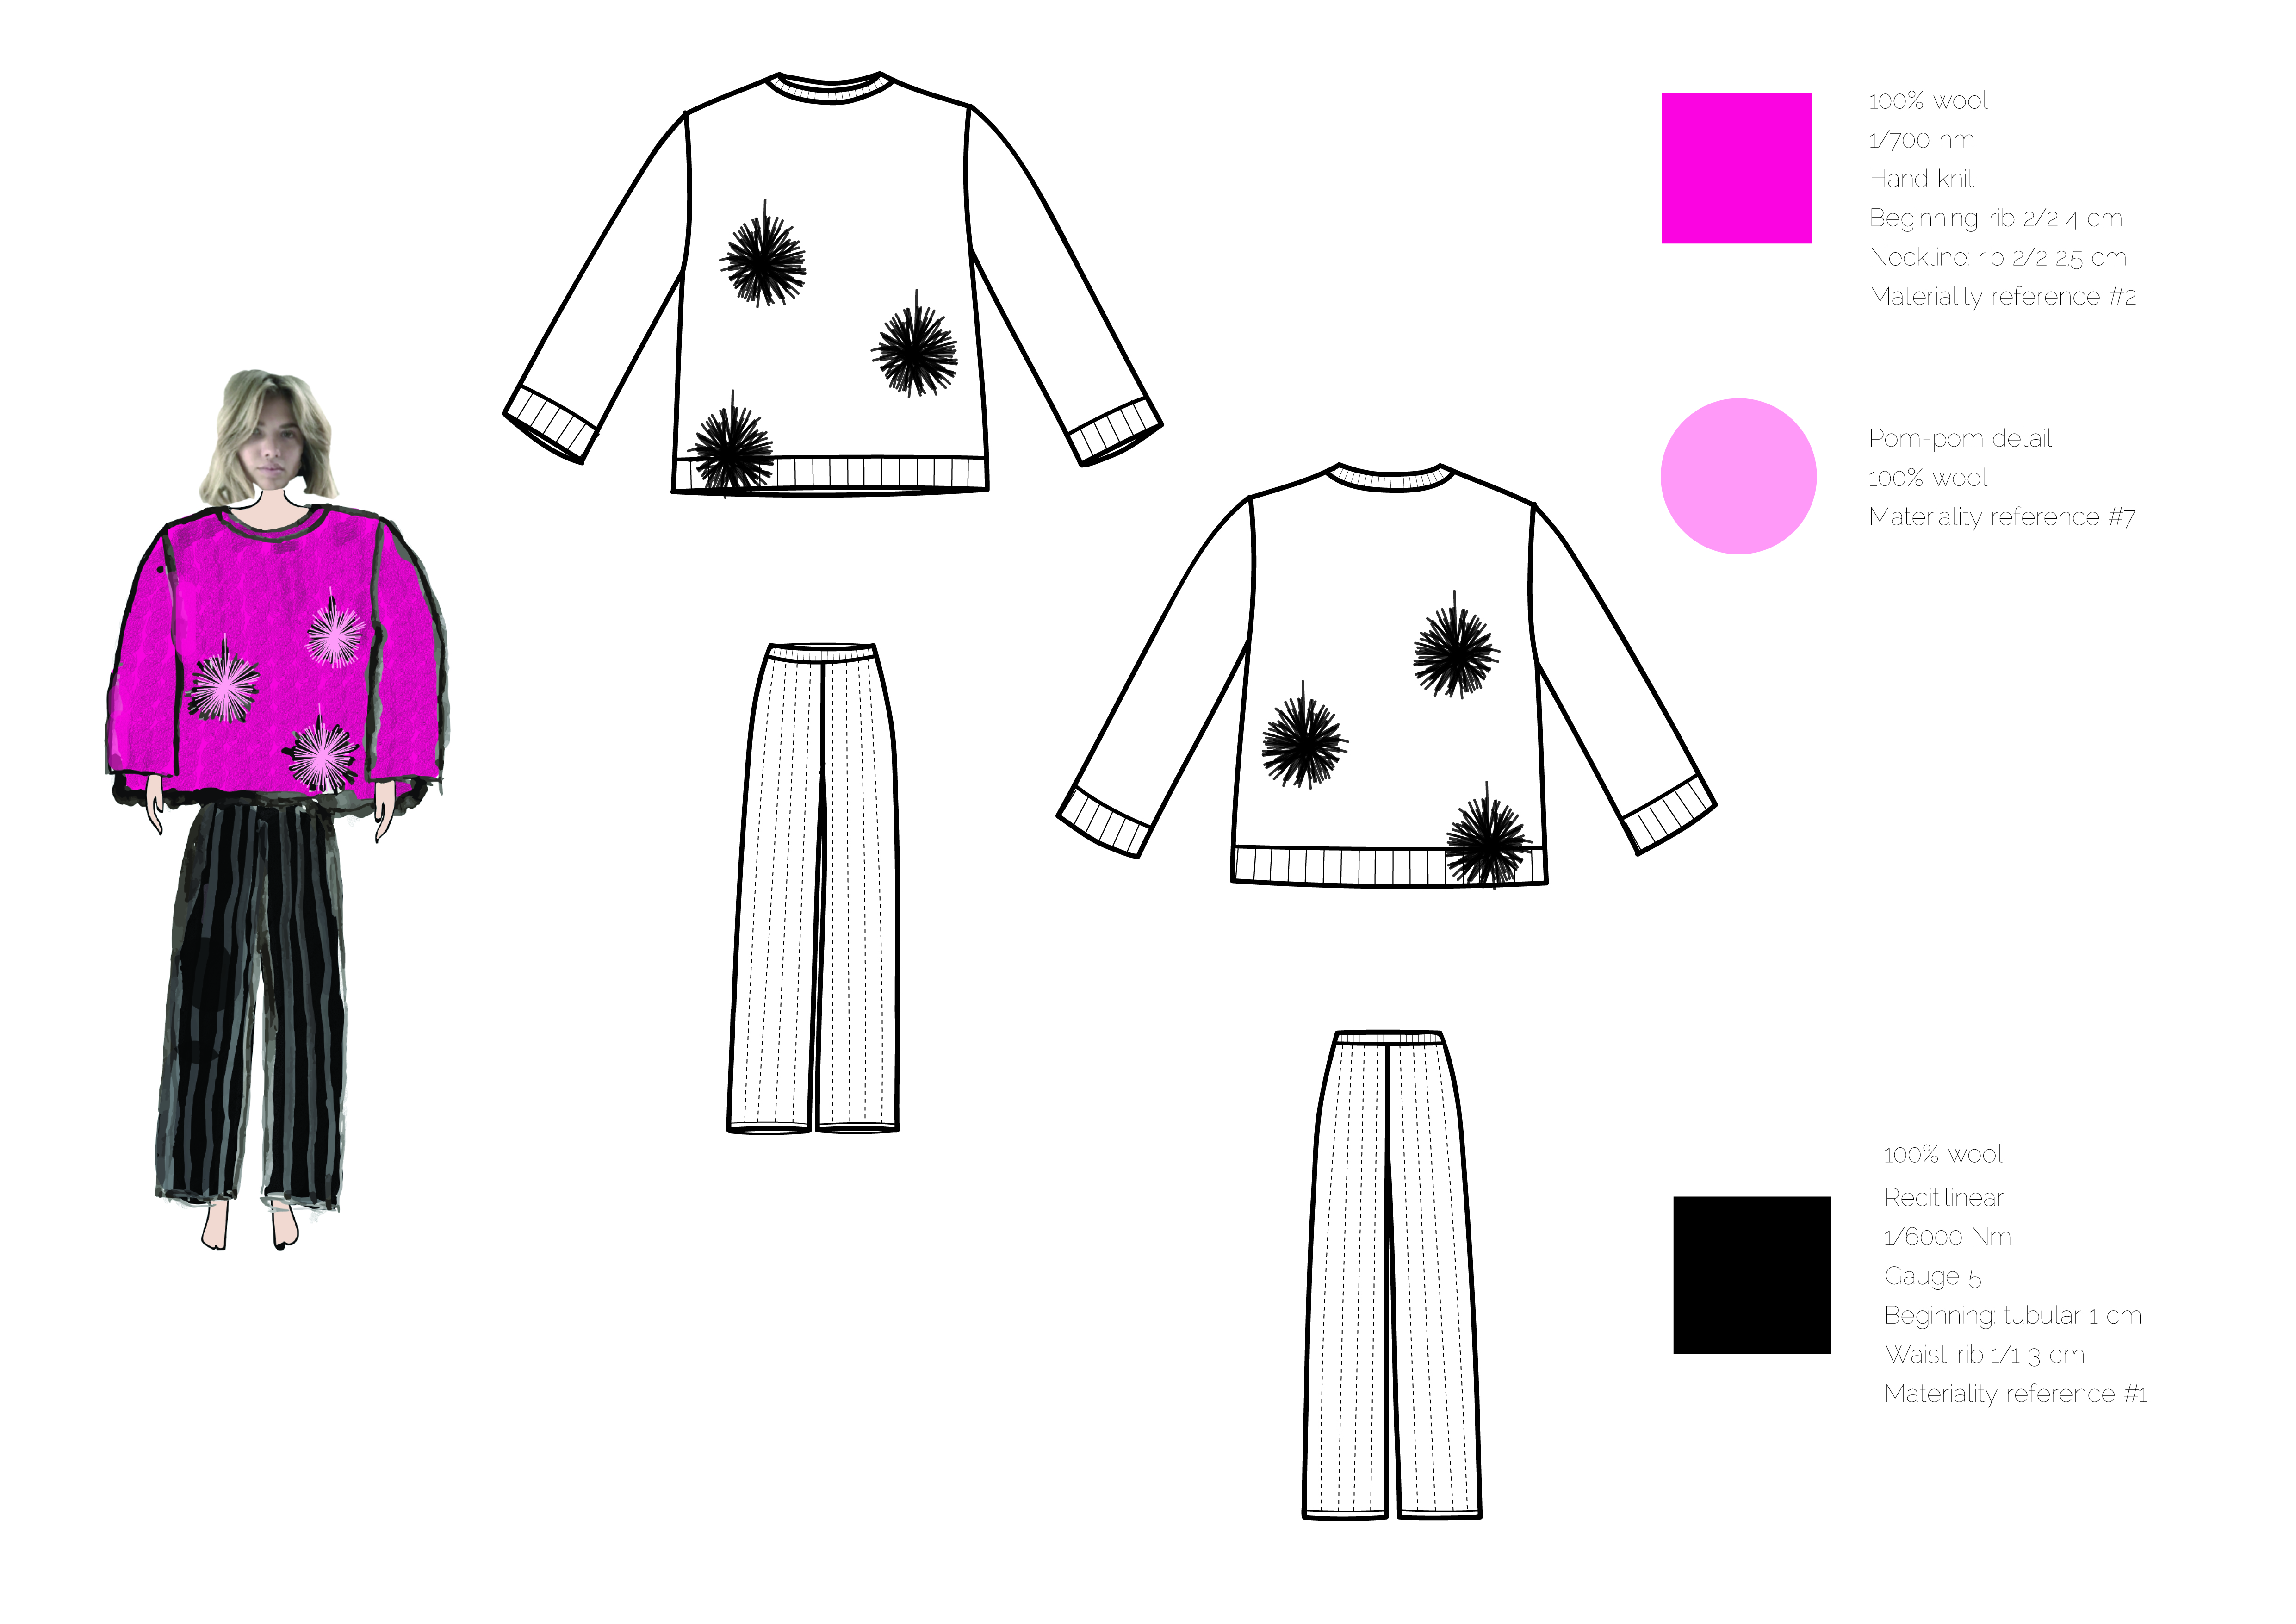 100% wool
1/700 nm
Hand knit
Beginning: rib 2/2 4 cm
Neckline: rib 2/2 2,5 cm
Materiality reference #2
Pom-pom detail
100% wool
Materiality reference #7
100% wool
Recitilinear
1/6000 Nm
Gauge 5
Beginning: tubular 1 cm
Waist: rib 1/1 3 cm
Materiality reference #1